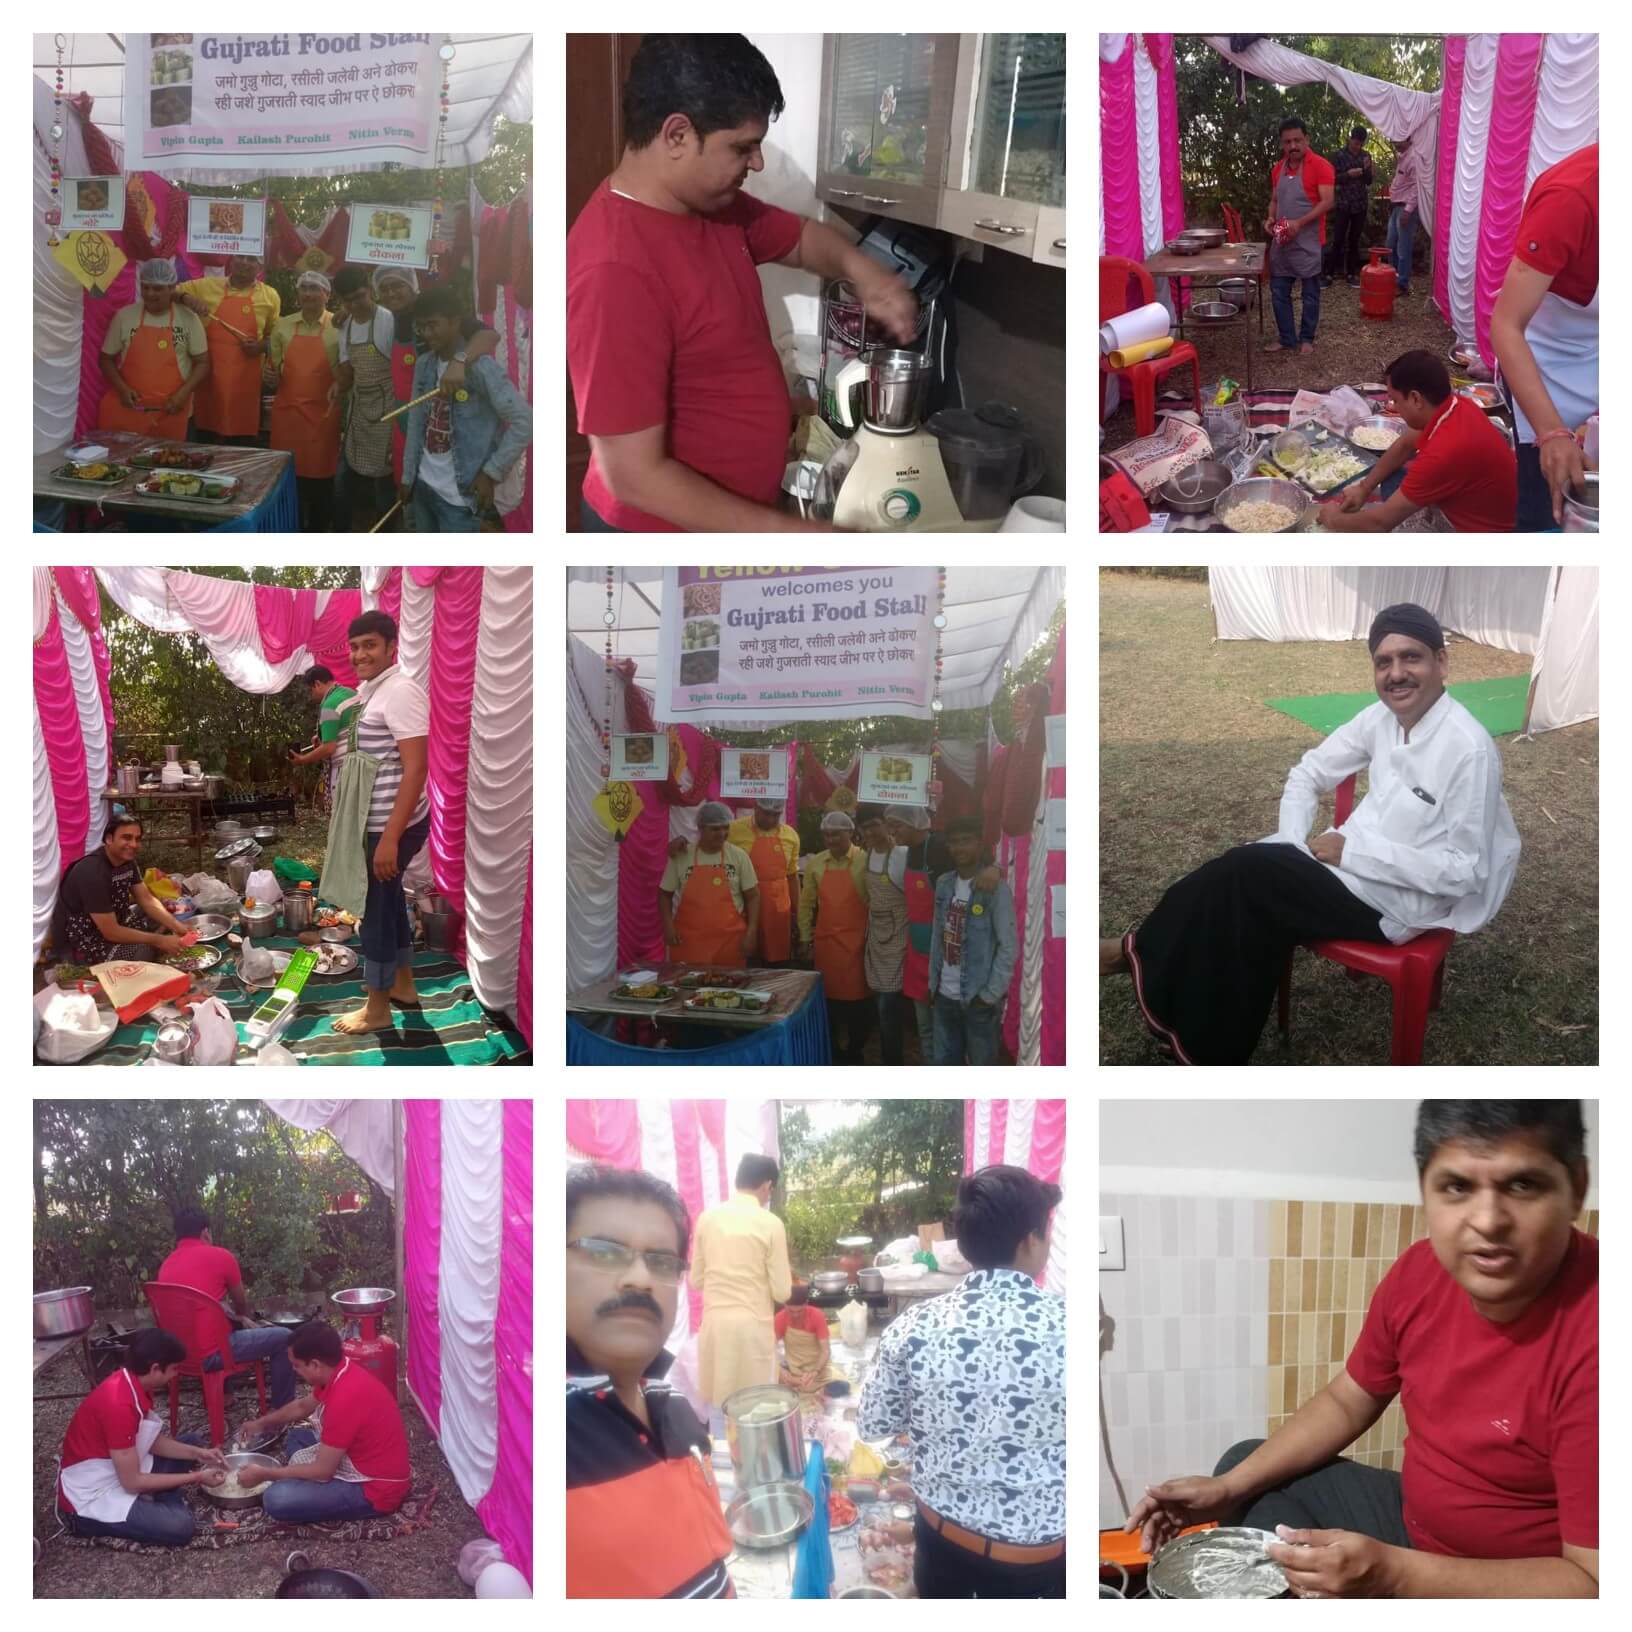 Gujrati Food Stall
जमो गुज्जु गोटा, रसीली जलेबी अने ढोकरा
रही जशे गुजराती स्वाद जीभ पर ऐ छोकरा
Vipin Gupta Kailash Purohit Nitin Verma
गोटे
जलेबी
ढोकला
KENSTAR
welcomes you
Gujrati Food Stall
जमो गुज्जु गोटा, रसीली जलेबी अने ढोकरा
रही जशे गुजराती स्वाद जीभ पर ऐ छोकरा
Vipin Gupta Kailash Purohit Nitin Verma
गोटे
जलेबी
ढोकला